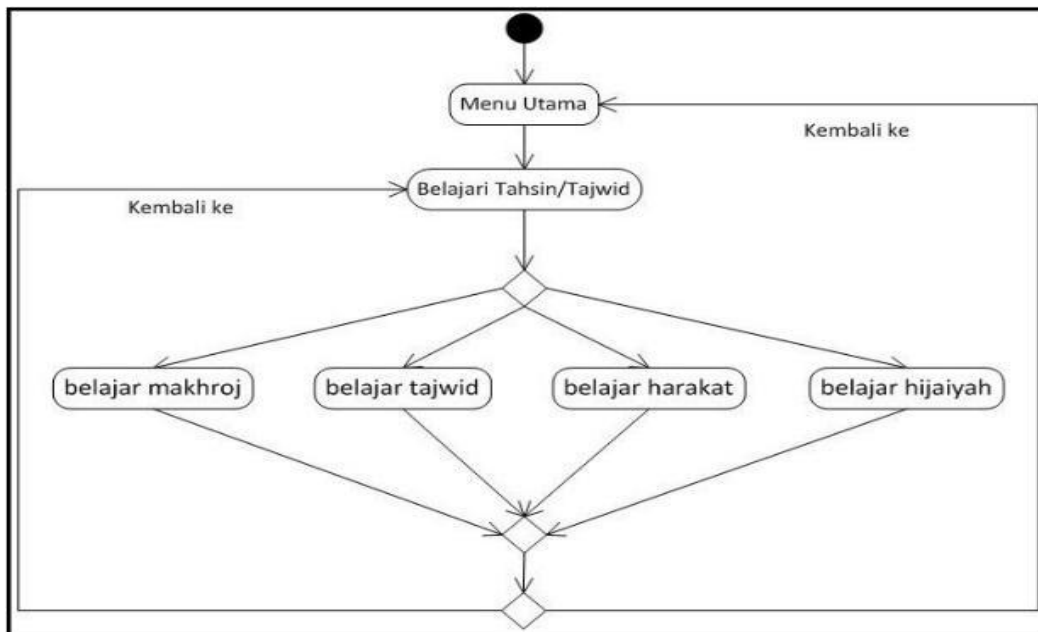 Menu Utama
Kembali ke
Belajari Tahsin/Tajwid
Kembali ke
belajar makhroj
belajar tajwid
belajar harakat
belajar hijaiyah